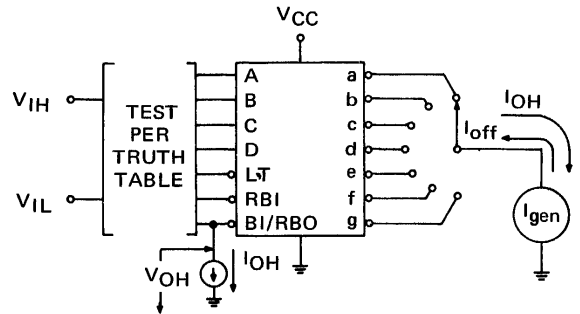 VCC
VIH
VIL
TEST
PER
TRUTH
TABLE
A
B
C
D
LT
RBI
BI/RBO
a
b
c
d
e
f
g
IOH
Ioff
Igen
VOH
IOH